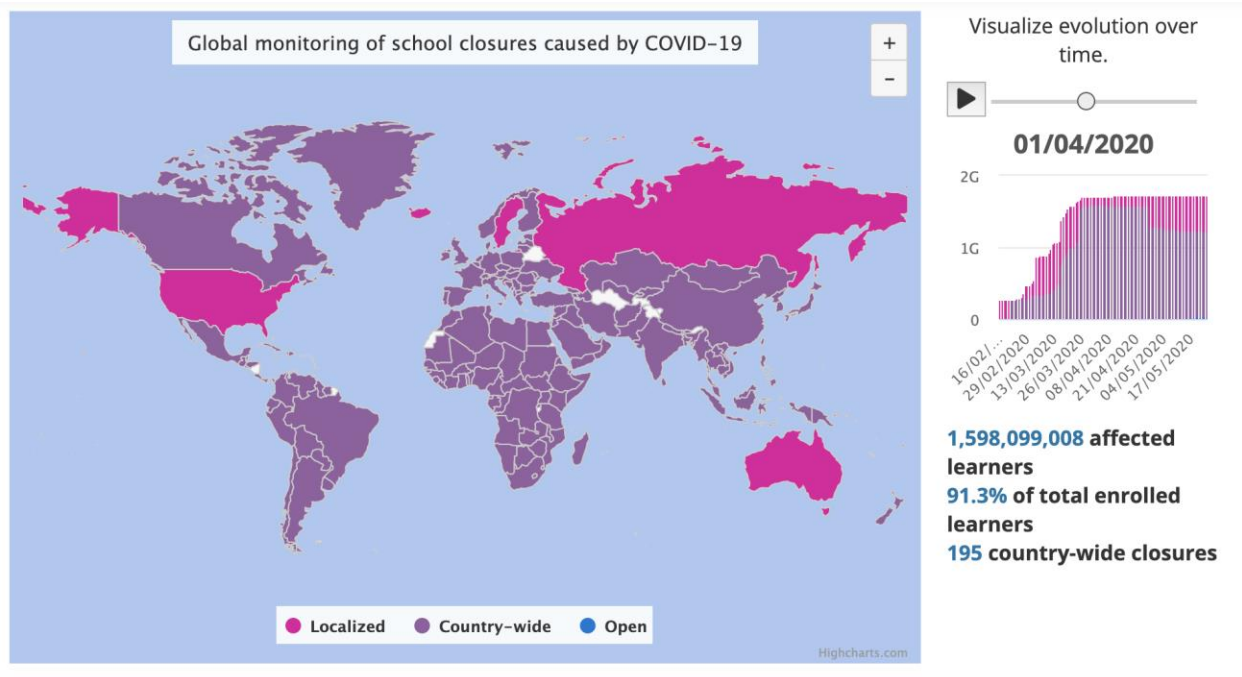 Global monitoring of school closures caused by COVID-19
+
−
Localized
Country-wide
Open
Highcharts.com
Visualize evolution over
time.
01/04/2020
2G
1G
0
16/02/...
29/02/2020
13/03/2020
26/03/2020
08/04/2020
21/04/2020
04/05/2020
17/05/2020
1,598,099,008 affected
learners
91.3% of total enrolled
learners
195 country-wide closures